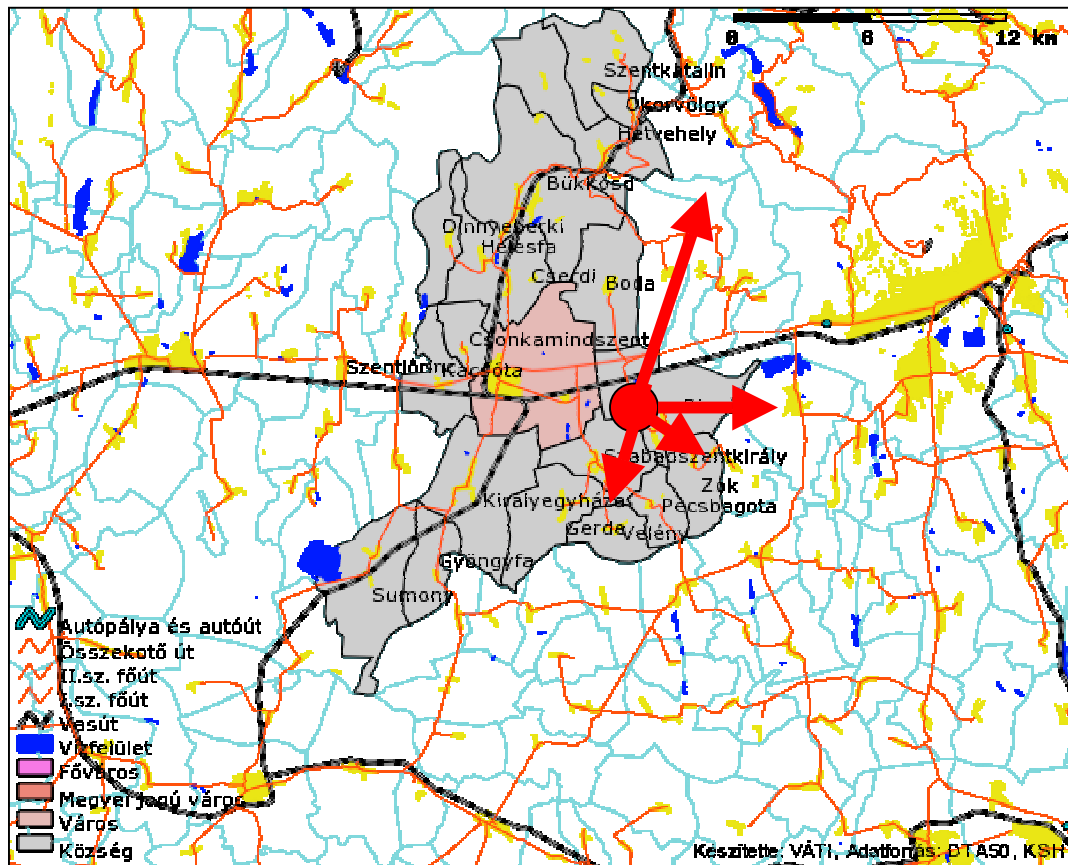 0 6 12 km
Szentkatalin
Okorvölgy
Hetvehely
Bükkösd
Dinnyeberki
Helesfa
Cserdi
Boda
Csonkamindszent
Kacsóta
Szabadszentkirály
Zók
Pécsbagota
Királyegyháza
Gerde
Velény
Gyöngyfa
Sumony
Autópálya és autóút
Összekötő út
II.sz. főút
I.sz. főút
Vasút
Vízfelület
Főváros
Megyei jogú város
Város
Község
Készítette: VÁTI, Adatforrás: DTA50, KSH